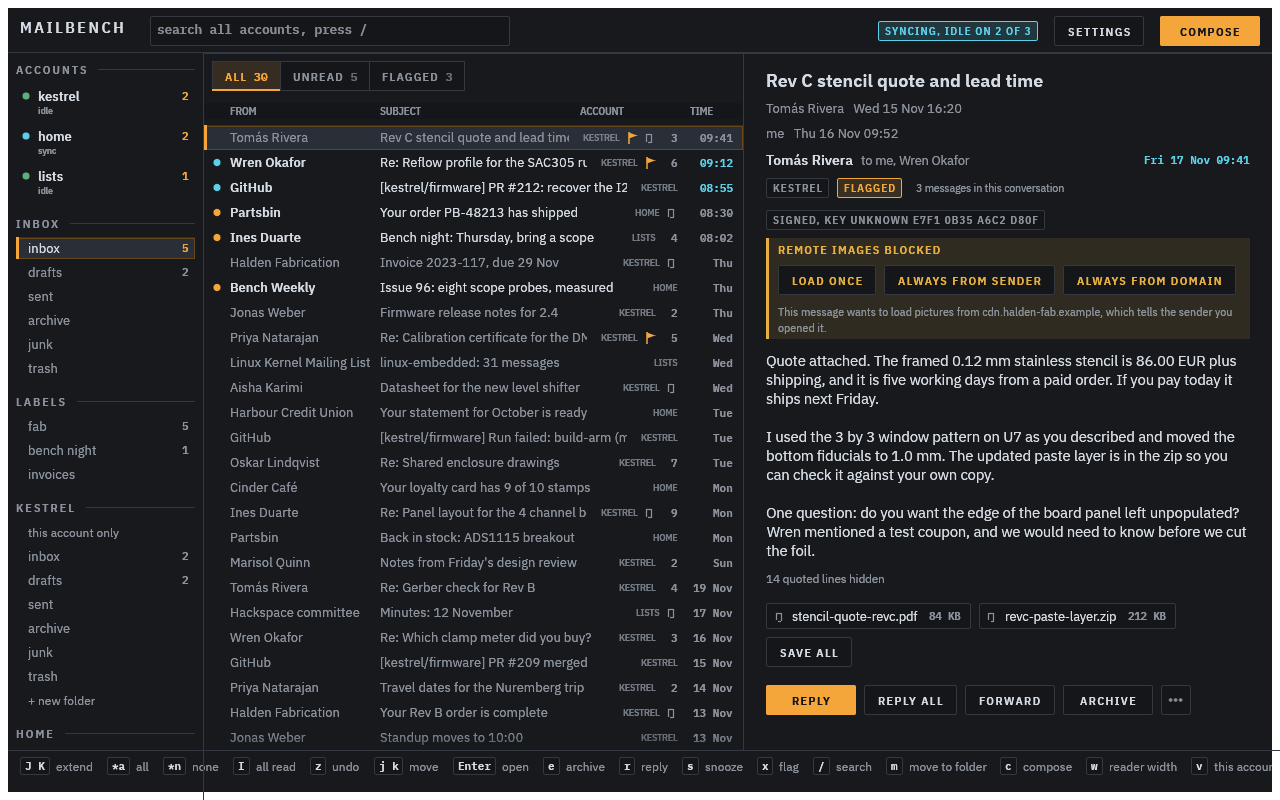 MAILBENCH
search all accounts, press /
SYNCING, IDLE ON 2 OF 3
SETTINGS
COMPOSE
ACCOUNTS
kestrel 2
idle
home 2
sync
lists 1
idle
INBOX
inbox 5
drafts 2
sent
archive
junk
trash
LABELS
fab 5
bench night 1
invoices
KESTREL
this account only
inbox 2
drafts 2
sent
archive
junk
trash
+ new folder
HOME
ALL 30 UNREAD 5 FLAGGED 3
FROM SUBJECT ACCOUNT TIME
Tomás Rivera Rev C stencil quote and lead time KESTREL 3 09:41
Wren Okafor Re: Reflow profile for the SAC305 ru KESTREL 6 09:12
GitHub [kestrel/firmware] PR #212: recover the I2 KESTREL 08:55
Partsbin Your order PB-48213 has shipped HOME 08:30
Ines Duarte Bench night: Thursday, bring a scope LISTS 4 08:02
Halden Fabrication Invoice 2023-117, due 29 Nov KESTREL Thu
Bench Weekly Issue 96: eight scope probes, measured HOME Thu
Jonas Weber Firmware release notes for 2.4 KESTREL 2 Thu
Priya Natarajan Re: Calibration certificate for the DM KESTREL 5 Wed
Linux Kernel Mailing List linux-embedded: 31 messages LISTS Wed
Aisha Karimi Datasheet for the new level shifter KESTREL Wed
Harbour Credit Union Your statement for October is ready HOME Tue
GitHub [kestrel/firmware] Run failed: build-arm (m KESTREL Tue
Oskar Lindqvist Re: Shared enclosure drawings KESTREL 7 Tue
Cinder Café Your loyalty card has 9 of 10 stamps HOME Mon
Ines Duarte Re: Panel layout for the 4 channel b KESTREL 9 Mon
Partsbin Back in stock: ADS1115 breakout HOME Mon
Marisol Quinn Notes from Friday's design review KESTREL 2 Sun
Tomás Rivera Re: Gerber check for Rev B KESTREL 4 19 Nov
Hackspace committee Minutes: 12 November LISTS 17 Nov
Wren Okafor Re: Which clamp meter did you buy? KESTREL 3 16 Nov
GitHub [kestrel/firmware] PR #209 merged KESTREL 15 Nov
Priya Natarajan Travel dates for the Nuremberg trip KESTREL 2 14 Nov
Halden Fabrication Your Rev B order is complete KESTREL 13 Nov
Jonas Weber Standup moves to 10:00 KESTREL 13 Nov
Rev C stencil quote and lead time
Tomás Rivera Wed 15 Nov 16:20
me Thu 16 Nov 09:52
Tomás Rivera to me, Wren Okafor Fri 17 Nov 09:41
KESTREL FLAGGED 3 messages in this conversation
SIGNED, KEY UNKNOWN E7F1 0B35 A6C2 D80F
REMOTE IMAGES BLOCKED
LOAD ONCE ALWAYS FROM SENDER ALWAYS FROM DOMAIN
This message wants to load pictures from cdn.halden-fab.example, which tells the sender you
opened it.
Quote attached. The framed 0.12 mm stainless stencil is 86.00 EUR plus
shipping, and it is five working days from a paid order. If you pay today it
ships next Friday.
I used the 3 by 3 window pattern on U7 as you described and moved the
bottom fiducials to 1.0 mm. The updated paste layer is in the zip so you
can check it against your own copy.
One question: do you want the edge of the board panel left unpopulated?
Wren mentioned a test coupon, and we would need to know before we cut
the foil.
14 quoted lines hidden
stencil-quote-revc.pdf 84 KB revc-paste-layer.zip 212 KB
SAVE ALL
REPLY REPLY ALL FORWARD ARCHIVE •••
J K extend *a all *n none I all read z undo j k move Enter open e archive r reply s snooze x flag / search m move to folder c compose w reader width v this accoun